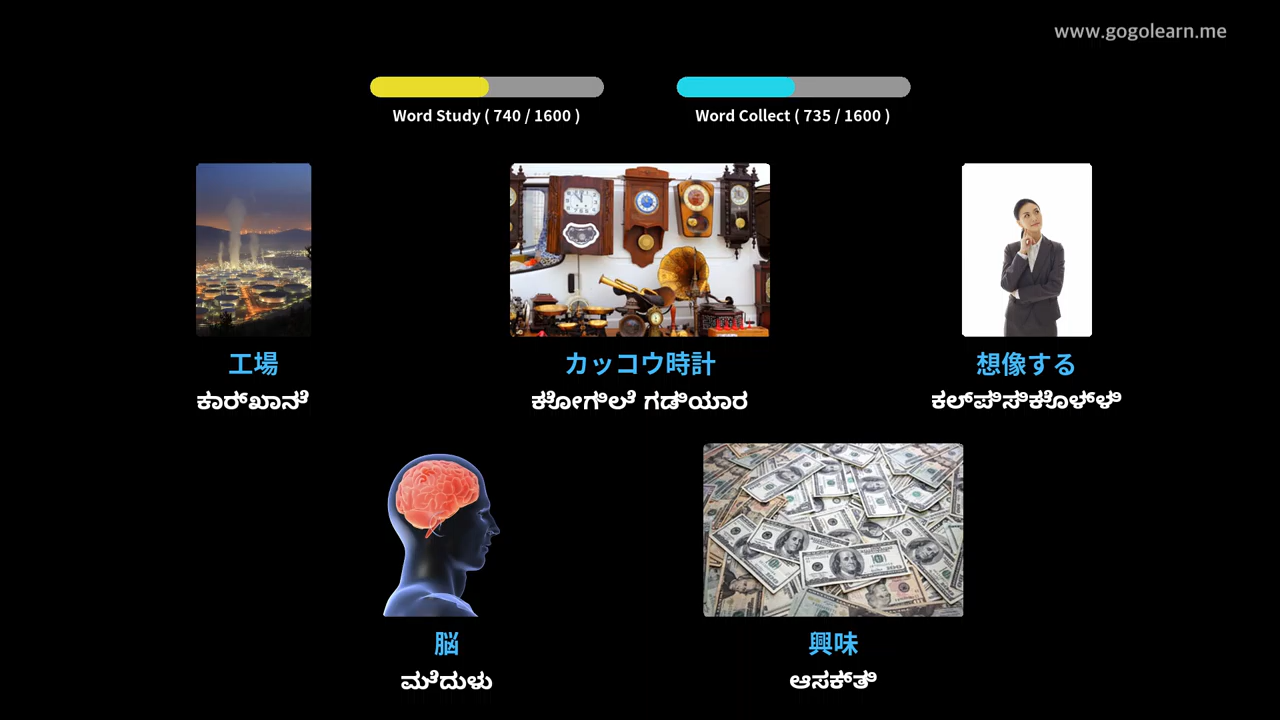 www.gogolearn.me
Word Study ( 740 / 1600 )
Word Collect ( 735 / 1600 )
工場
ಕಾರ್ಖಾನೆ
カッコウ時計
ಕೋಗಿಲೆ ಗಡಿಯಾರ
想像する
ಕಲ್ಪಿಸಿಕೊಳ್ಳಿ
脳
ಮೆದುಳು
興味
ಆಸಕ್ತಿ